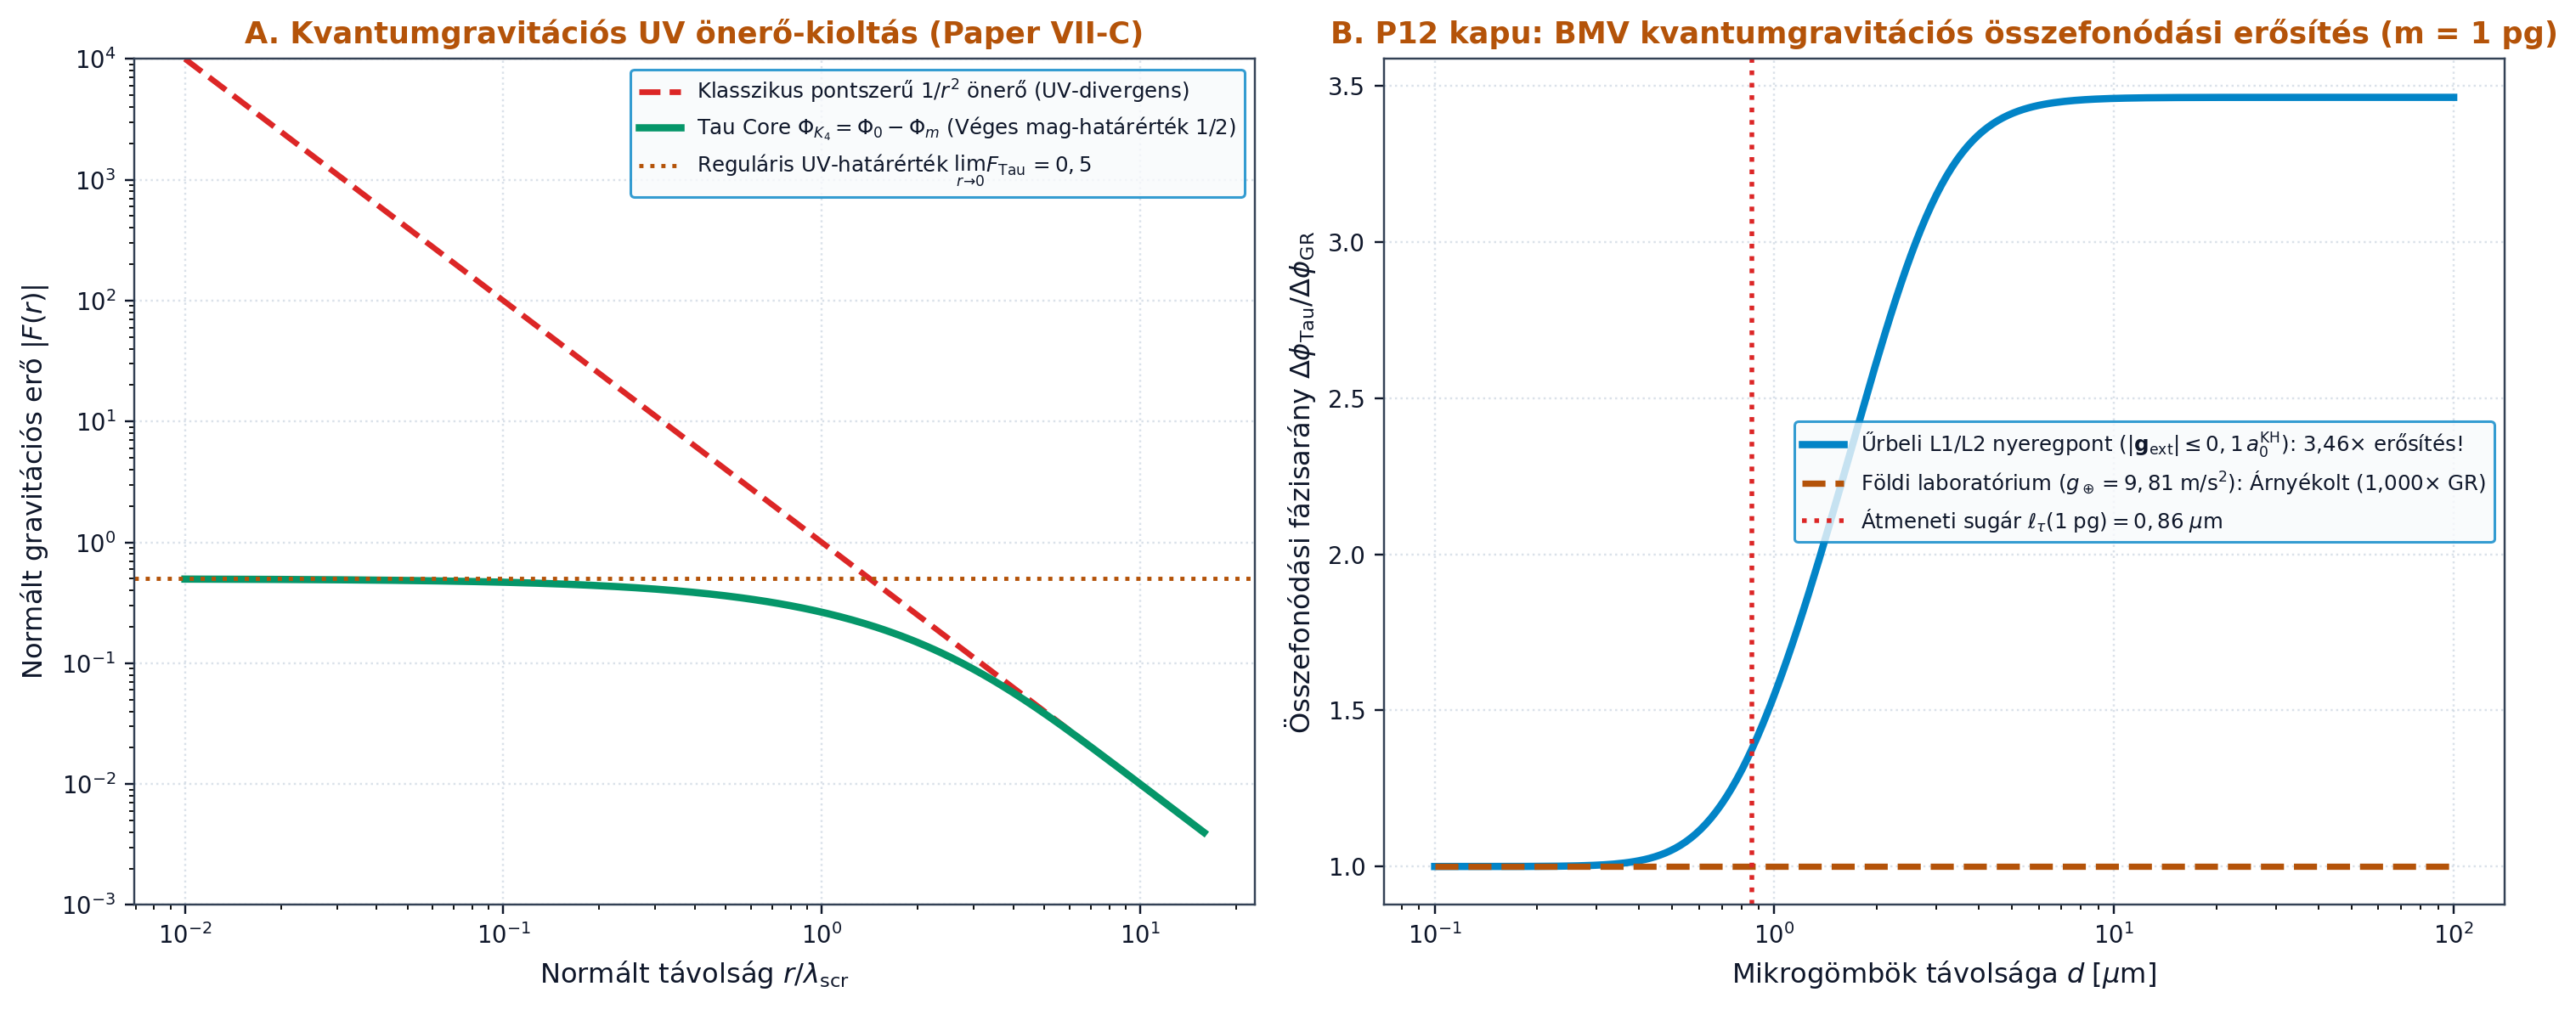 A. Kvantumgravitációs UV önerő-kioltás (Paper VII-C)
Normált gravitációs erő |F(r)|
10⁴
10³
10²
10¹
10⁰
10⁻¹
10⁻²
10⁻³
Klasszikus pontszerű 1/r² önerő (UV-divergens)
Tau Core Φ_{K₄} = Φ₀ − Φₘ (Véges mag-határérték 1/2)
Reguláris UV-határérték lim_{r→0} F_Tau = 0,5
10⁻² 10⁻¹ 10⁰ 10¹
Normált távolság r/λ_scr
B. P12 kapu: BMV kvantumgravitációs összefonódási erősítés (m = 1 pg)
Összefonódási fázisarány Δϕ_Tau/Δϕ_GR
3.5
3.0
2.5
2.0
1.5
1.0
Űrbeli L1/L2 nyeregpont (|g_ext| ≤ 0,1 a₀^KH): 3,46× erősítés!
Földi laboratórium (g_⊕ = 9,81 m/s²): Árnyékolt (1,000× GR)
Átmeneti sugár ℓ_τ(1 pg) = 0,86 μm
10⁻¹ 10⁰ 10¹ 10²
Mikrogömbök távolsága d [μm]